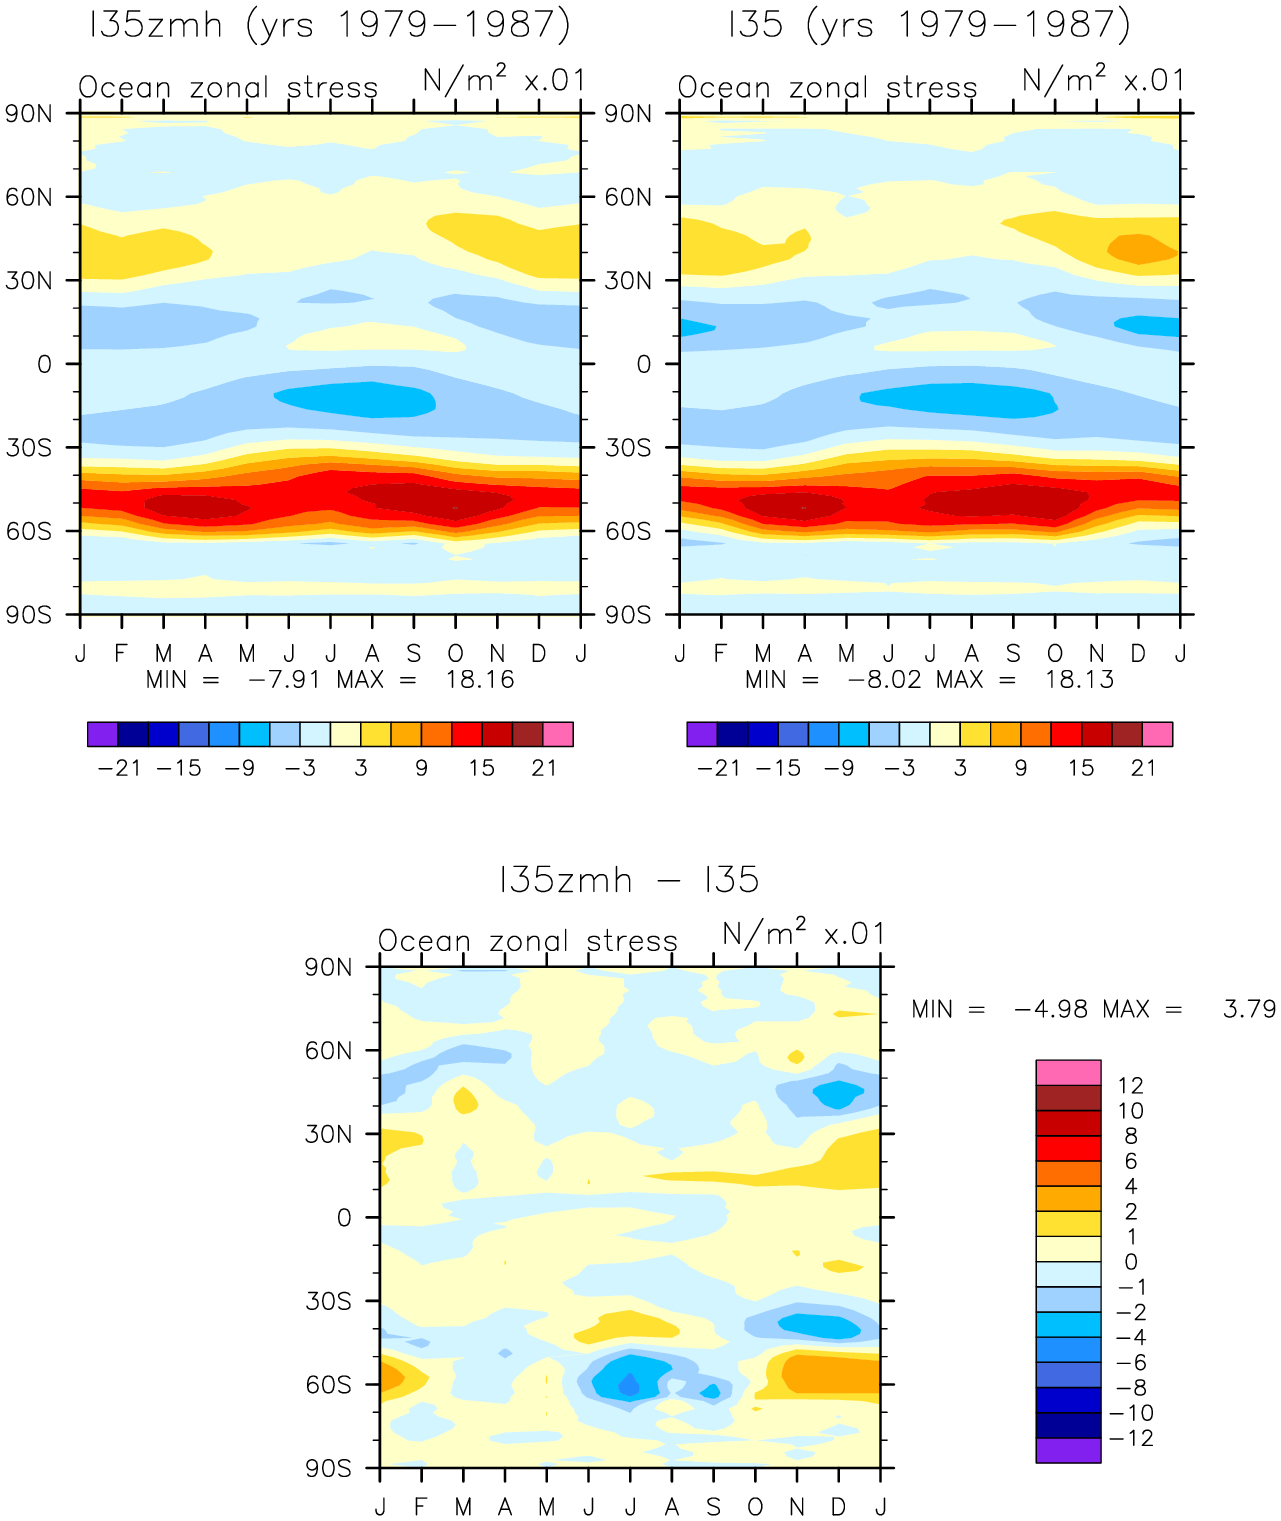 I35zmh (yrs 1979−1987)
Ocean zonal stress N/m² x.01
90N
60N
30N
0
30S
60S
90S
J F M A M J J A S O N D J
MIN = −7.91 MAX = 18.16
−21 −15 −9 −3 3 9 15 21
I35 (yrs 1979−1987)
Ocean zonal stress N/m² x.01
90N
60N
30N
0
30S
60S
90S
J F M A M J J A S O N D J
MIN = −8.02 MAX = 18.13
−21 −15 −9 −3 3 9 15 21
I35zmh − I35
Ocean zonal stress N/m² x.01
90N
60N
30N
0
30S
60S
90S
J F M A M J J A S O N D J
MIN = −4.98 MAX = 3.79
12
10
8
6
4
2
1
0
−1
−2
−4
−6
−8
−10
−12